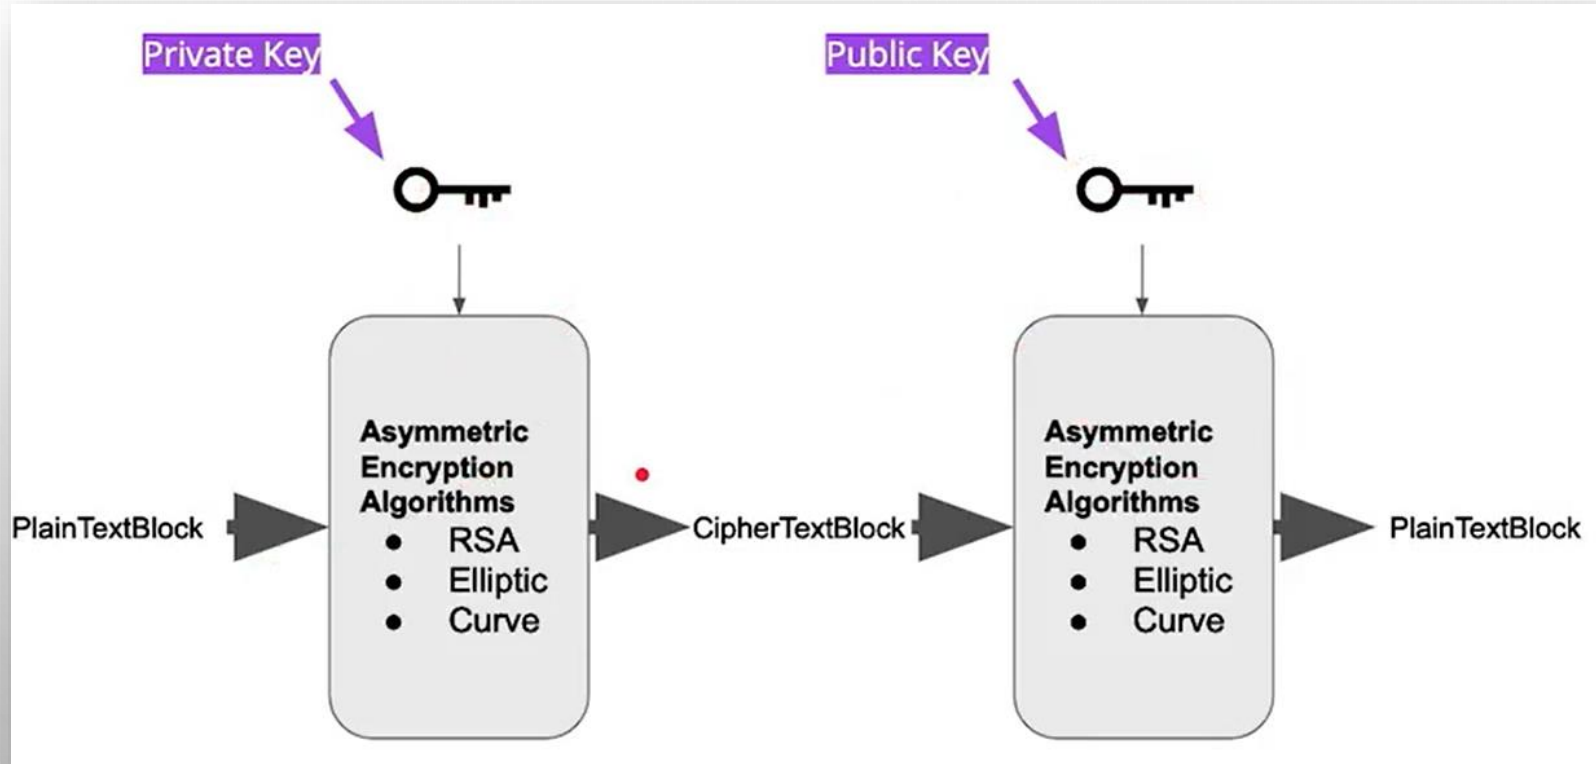 Private Key
Public Key
Asymmetric
Encryption
Algorithms
● RSA
● Elliptic
● Curve
Asymmetric
Encryption
Algorithms
● RSA
● Elliptic
● Curve
PlainTextBlock
CipherTextBlock
PlainTextBlock